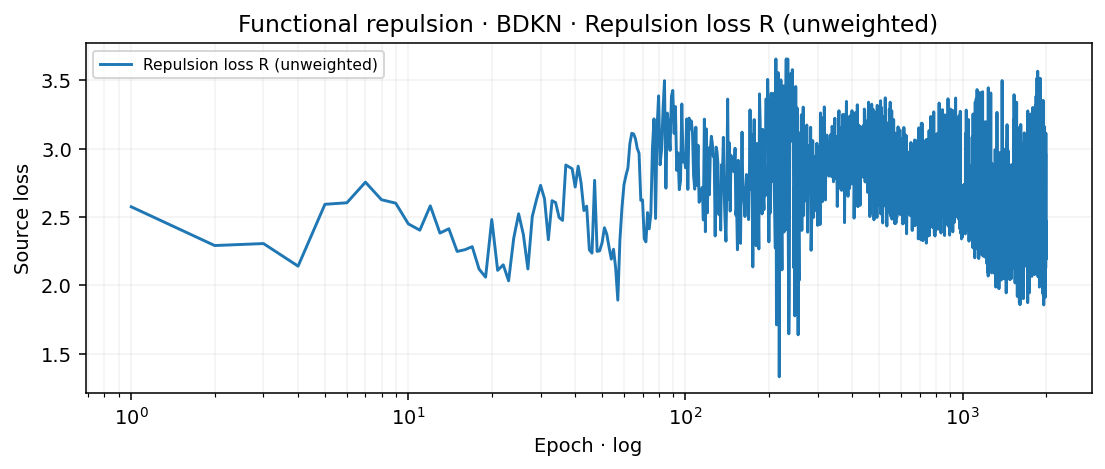 Functional repulsion · BDKN · Repulsion loss R (unweighted)
Repulsion loss R (unweighted)
Source loss
3.5
3.0
2.5
2.0
1.5
10⁰ 10¹ 10² 10³
Epoch · log